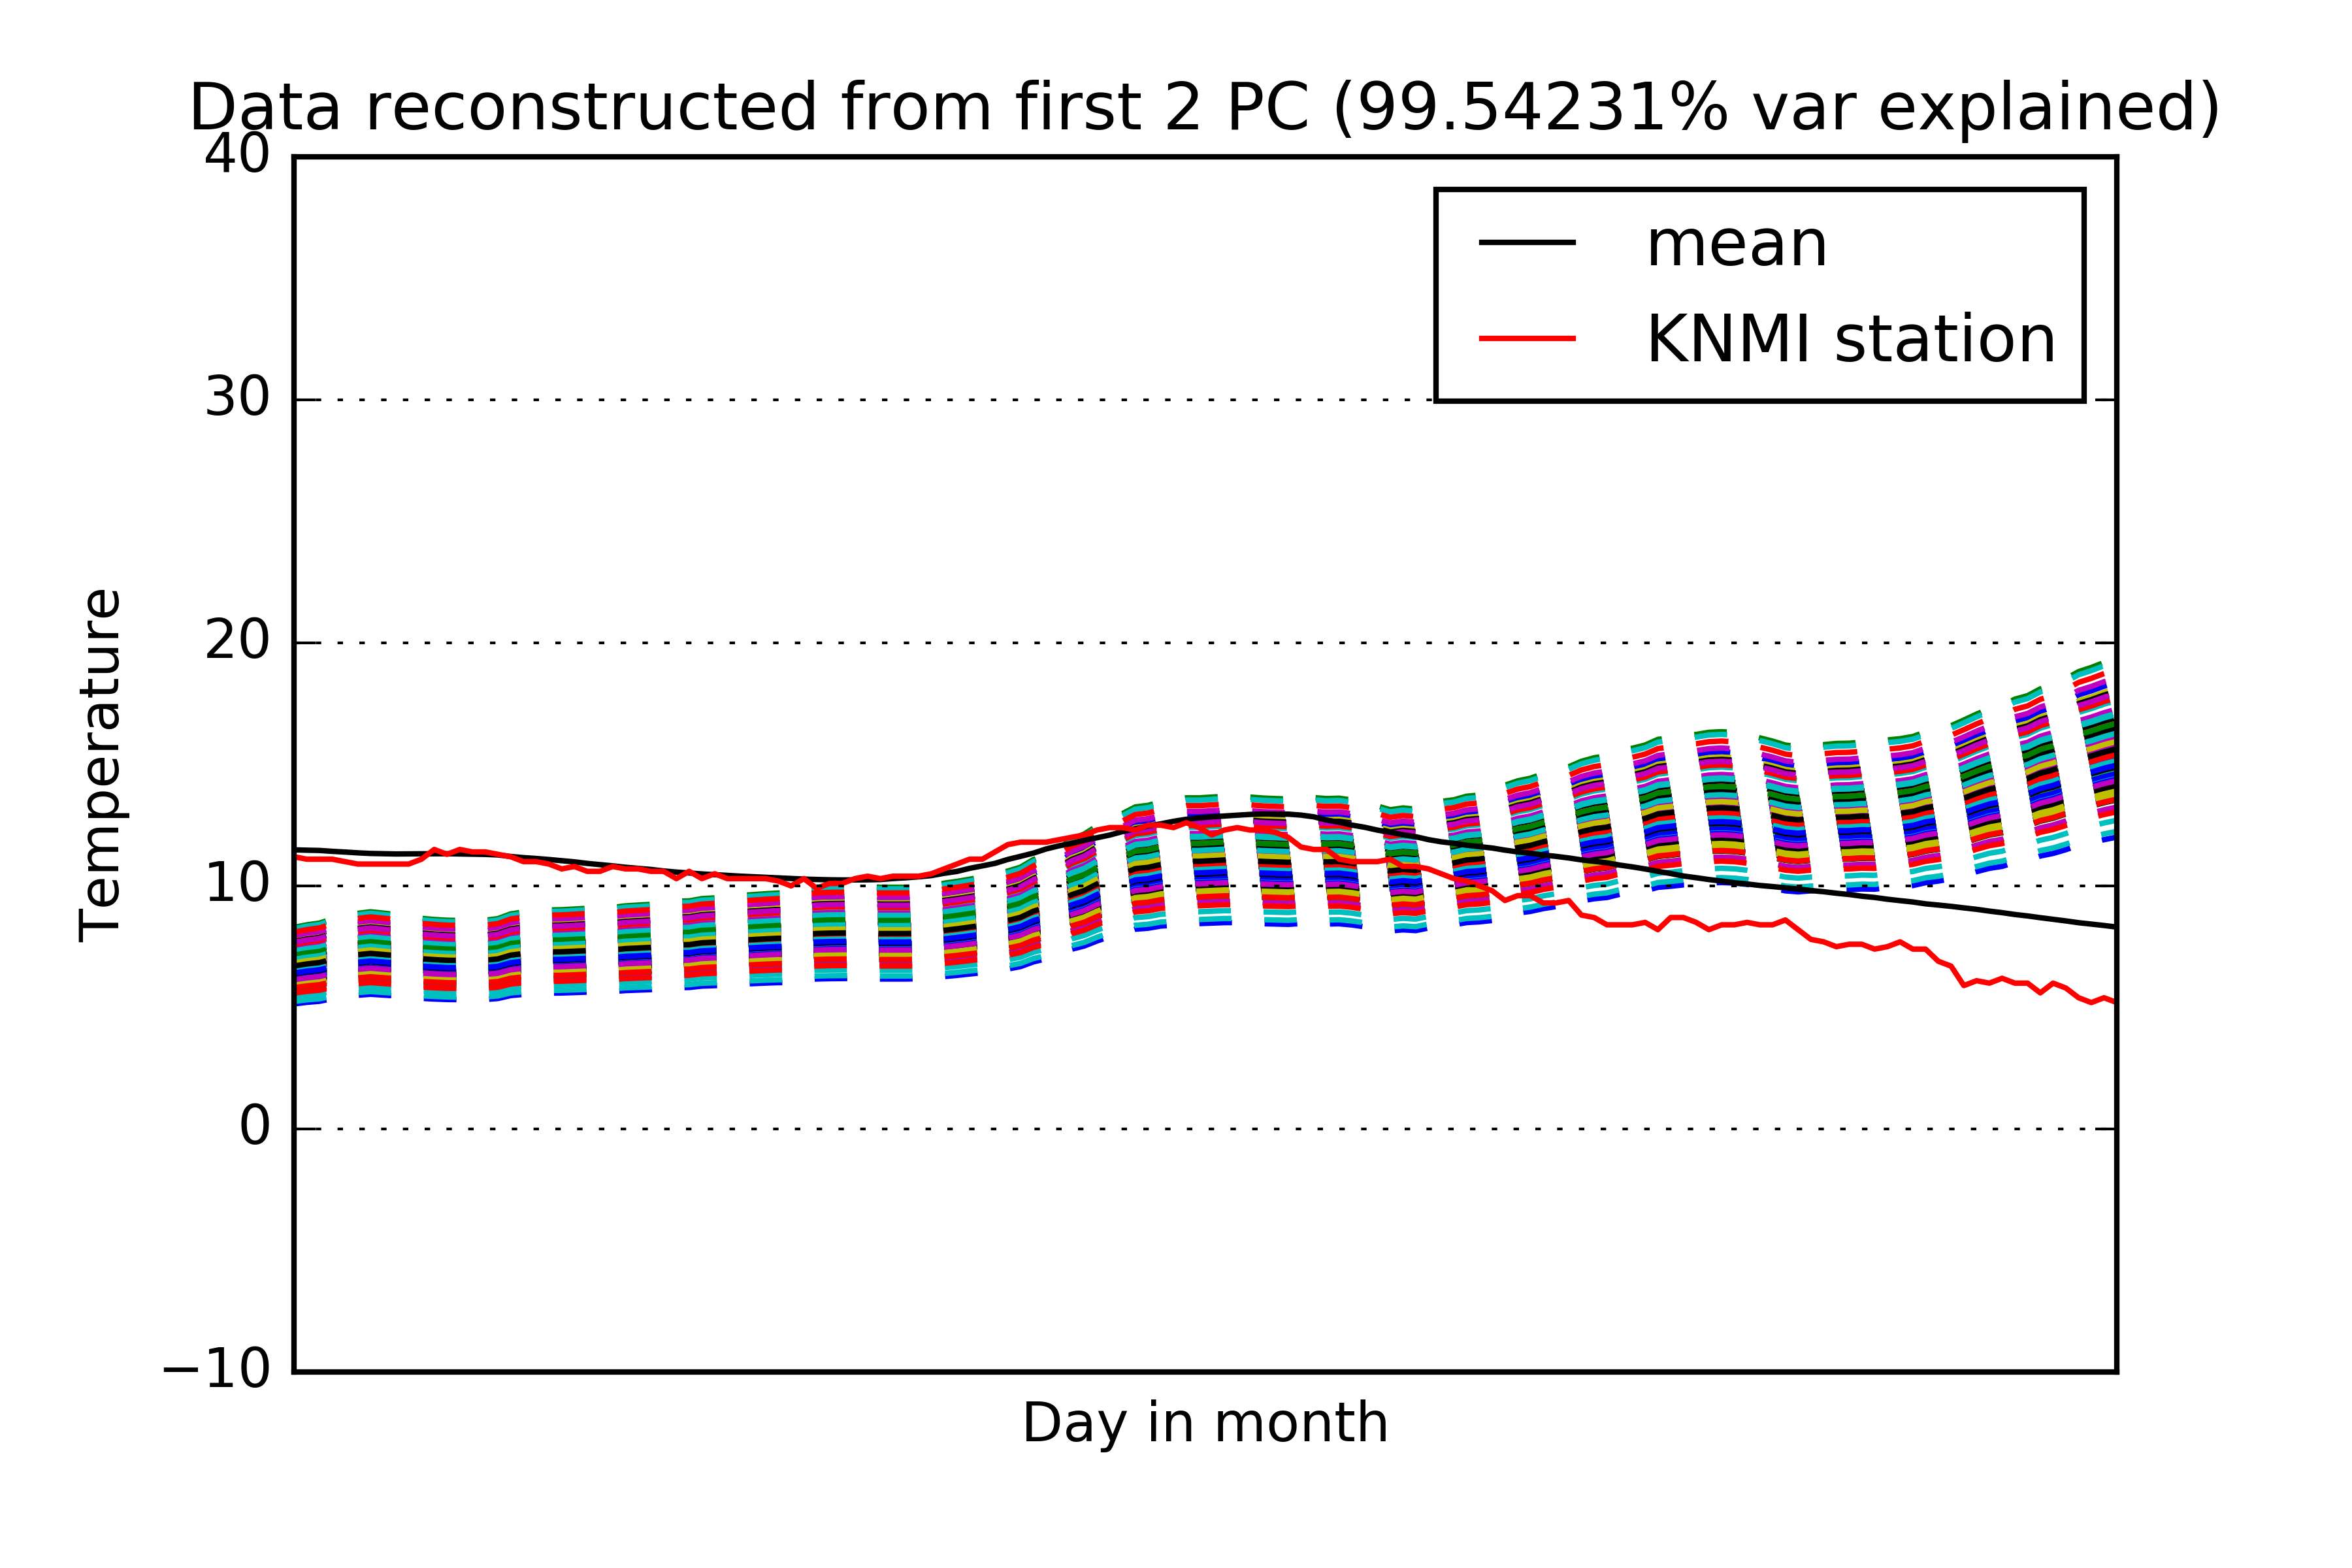 Data reconstructed from first 2 PC (99.54231% var explained)
40
30
20
10
0
−10
Temperature
Day in month
mean
KNMI station